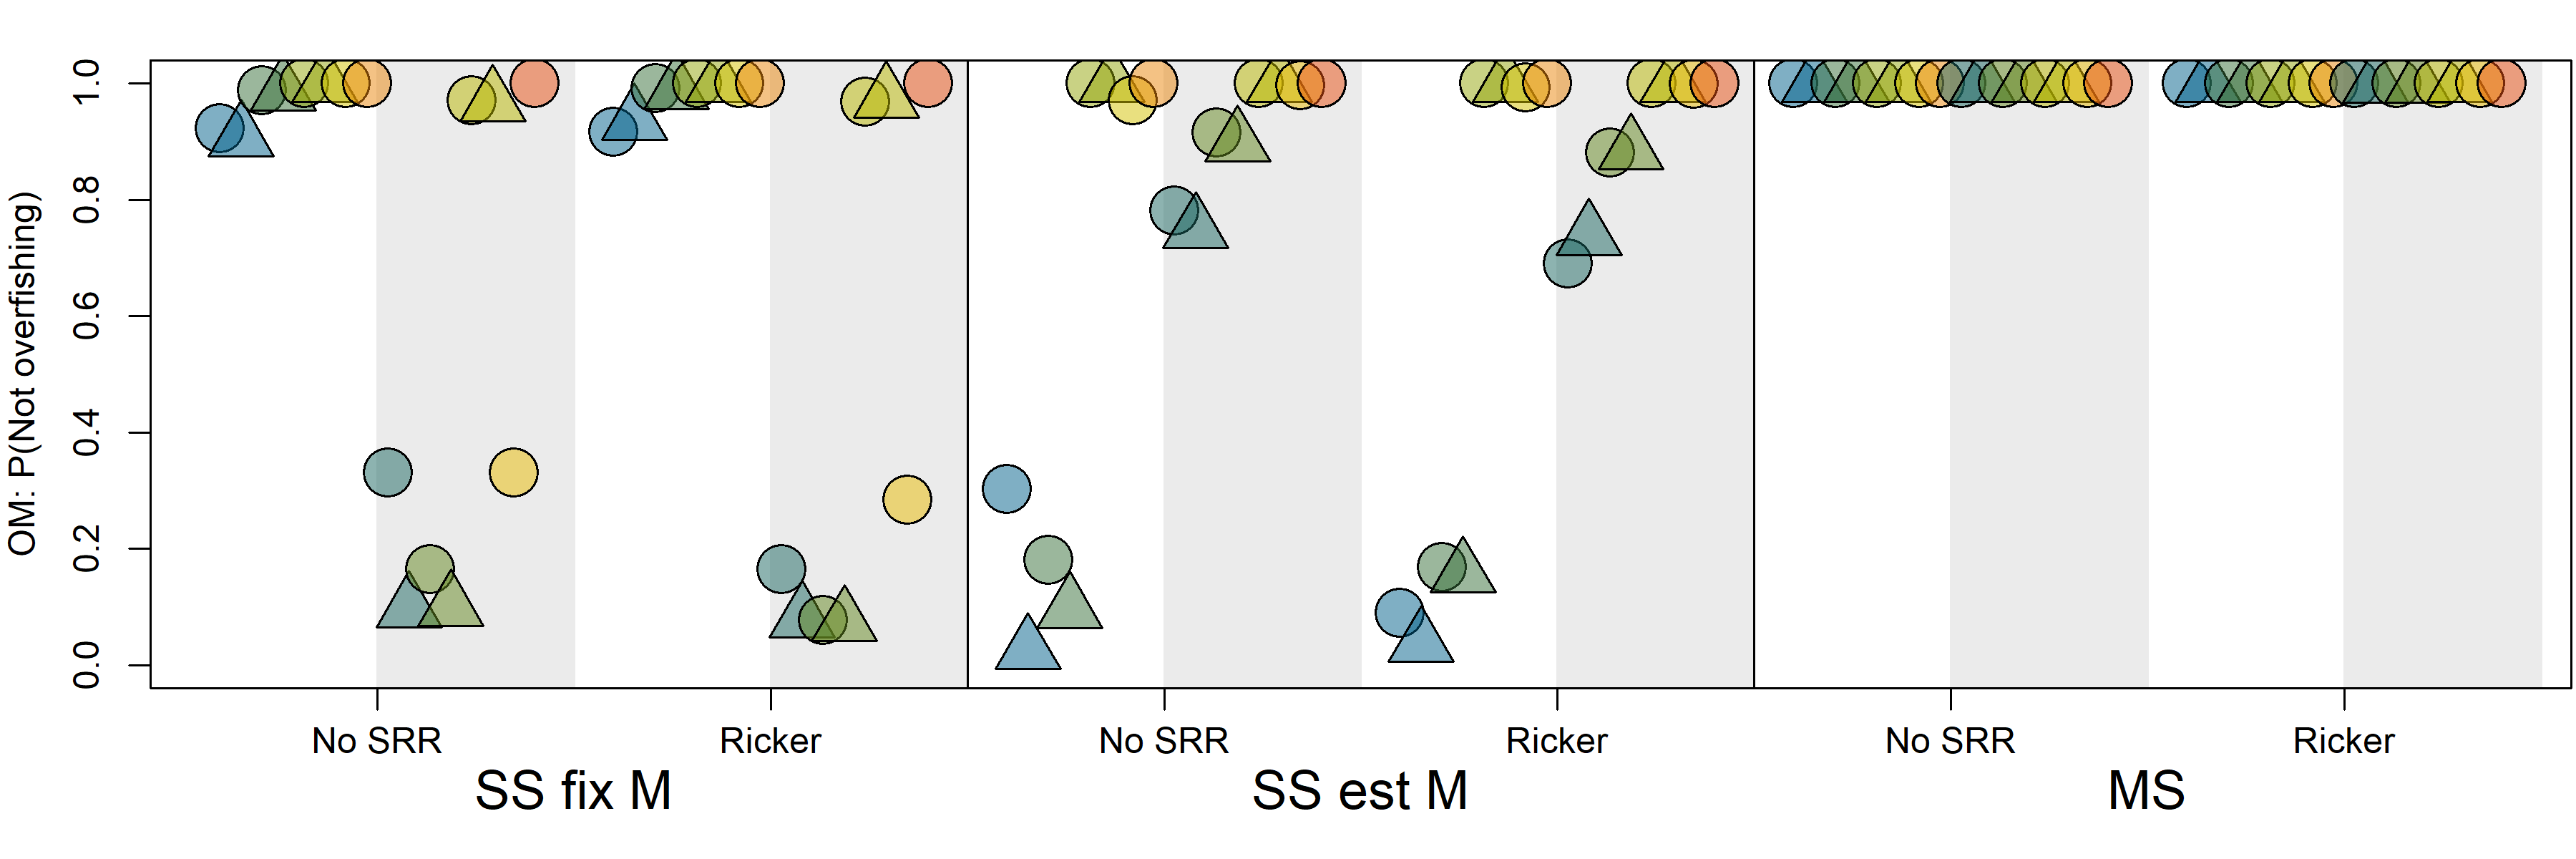 OM: P(Not overfishing)
1.0
0.8
0.6
0.4
0.2
0.0
No SRR Ricker No SRR Ricker No SRR Ricker
SS fix M SS est M MS